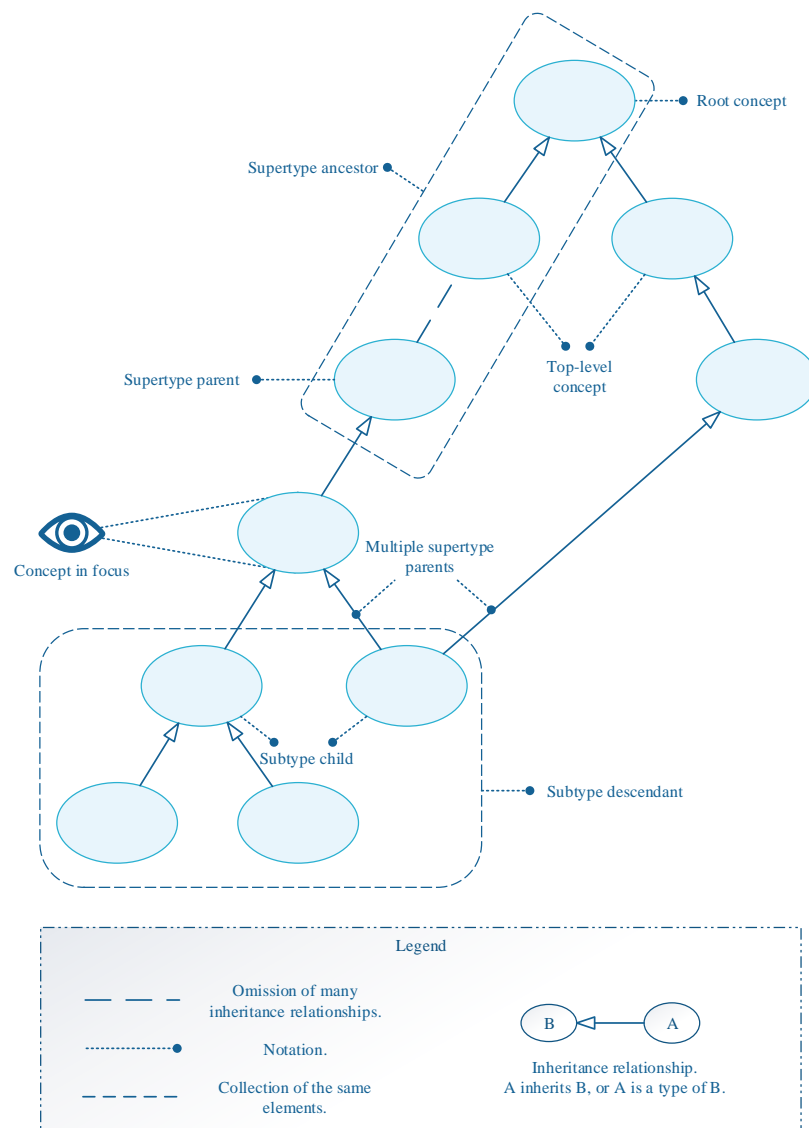 Root concept
Supertype ancestor
Supertype parent
Top-level
concept
Concept in focus
Multiple supertype
parents
Subtype child
Subtype descendant
Legend
Omission of many
inheritance relationships.
Notation.
Collection of the same
elements.
B
A
Inheritance relationship.
A inherits B, or A is a type of B.